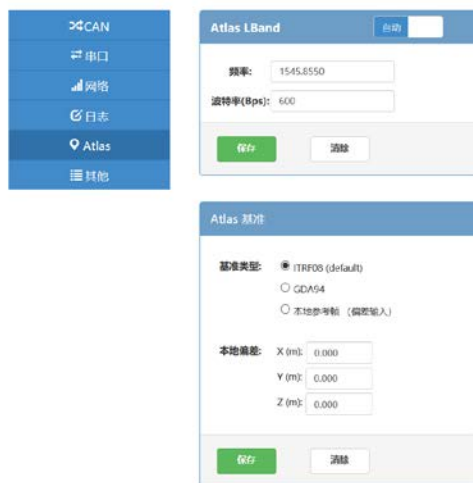 CAN
串口
网络
日志
Atlas
其他
Atlas LBand 自动
频率: 1545.8550
波特率(Bps): 600
保存 清除
Atlas 基准
基准类型: ITRF08 (default)
GDA94
本地参考帧 (偏差输入)
本地偏差: X (m): 0.000
Y (m): 0.000
Z (m): 0.000
保存 清除